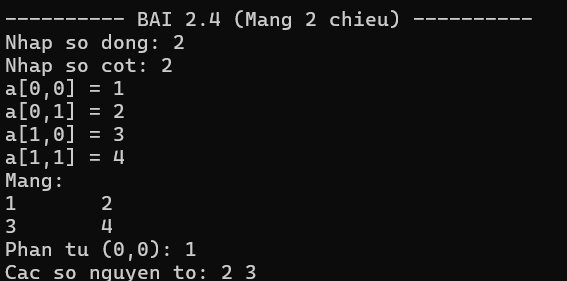 ---------- BAI 2.4 (Mang 2 chieu) ----------
Nhap so dong: 2
Nhap so cot: 2
a[0,0] = 1
a[0,1] = 2
a[1,0] = 3
a[1,1] = 4
Mang:
1       2
3       4
Phan tu (0,0): 1
Cac so nguyen to: 2 3